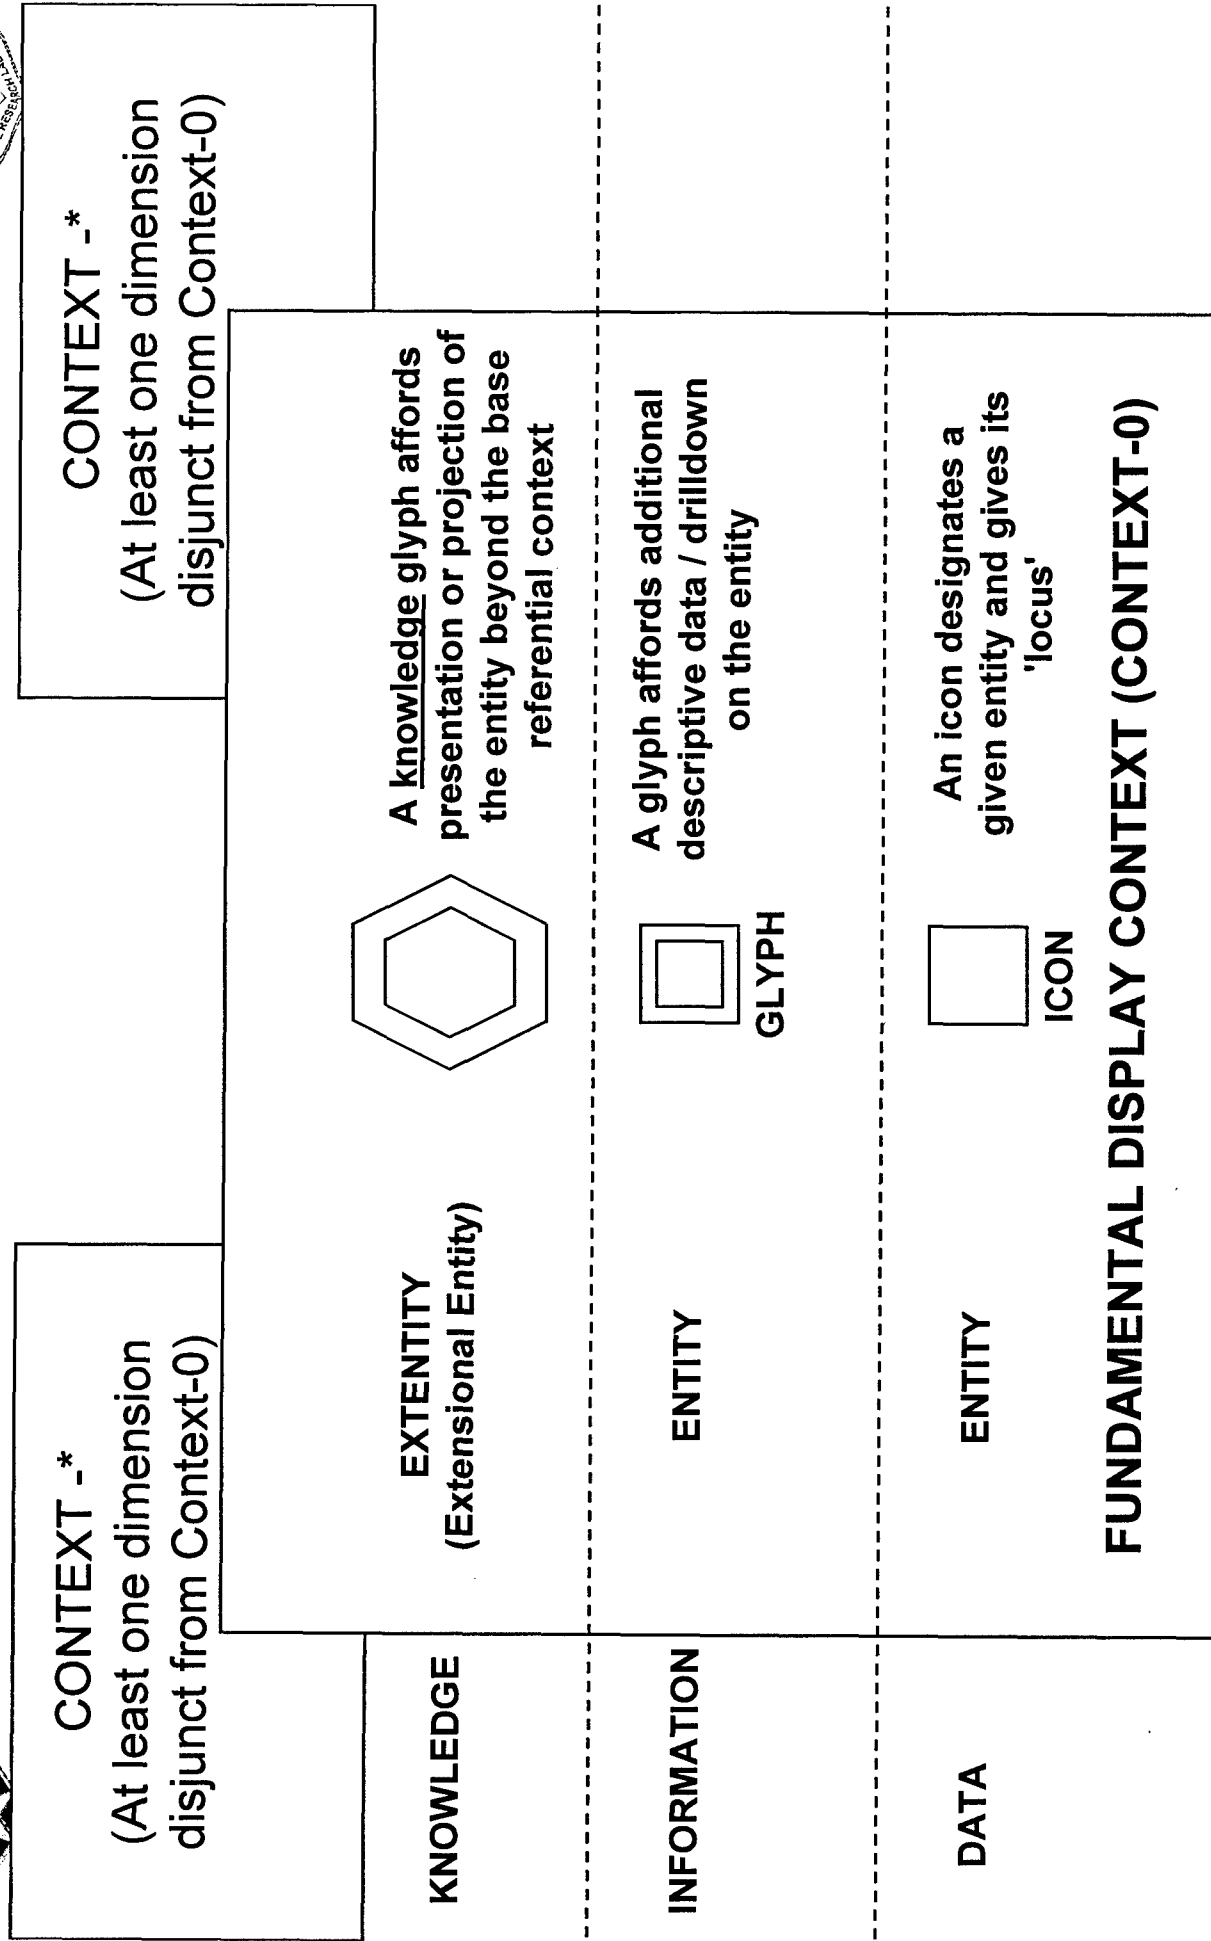 CONTEXT -*
(At least one dimension
disjunct from Context-0)
CONTEXT -*
(At least one dimension
disjunct from Context-0)
KNOWLEDGE
EXTENTITY
(Extensional Entity)
A knowledge glyph affords
presentation or projection of
the entity beyond the base
referential context
INFORMATION
ENTITY
GLYPH
A glyph affords additional
descriptive data / drilldown
on the entity
DATA
ENTITY
ICON
An icon designates a
given entity and gives its
'locus'
FUNDAMENTAL DISPLAY CONTEXT (CONTEXT-0)
RESEARCH